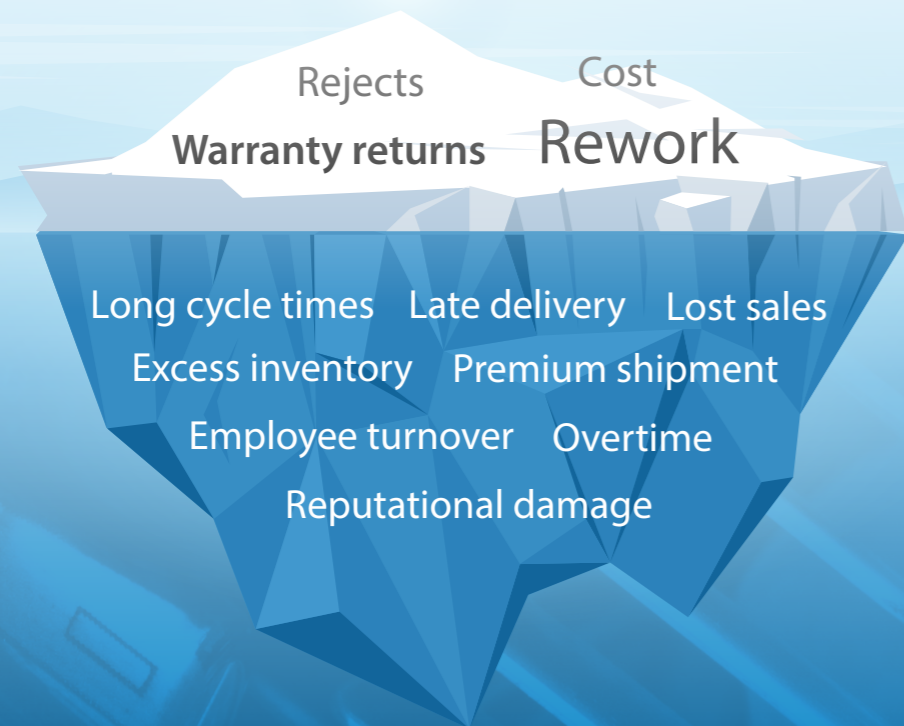 Rejects Cost
Warranty returns Rework
Long cycle times Late delivery Lost sales
Excess inventory Premium shipment
Employee turnover Overtime
Reputational damage